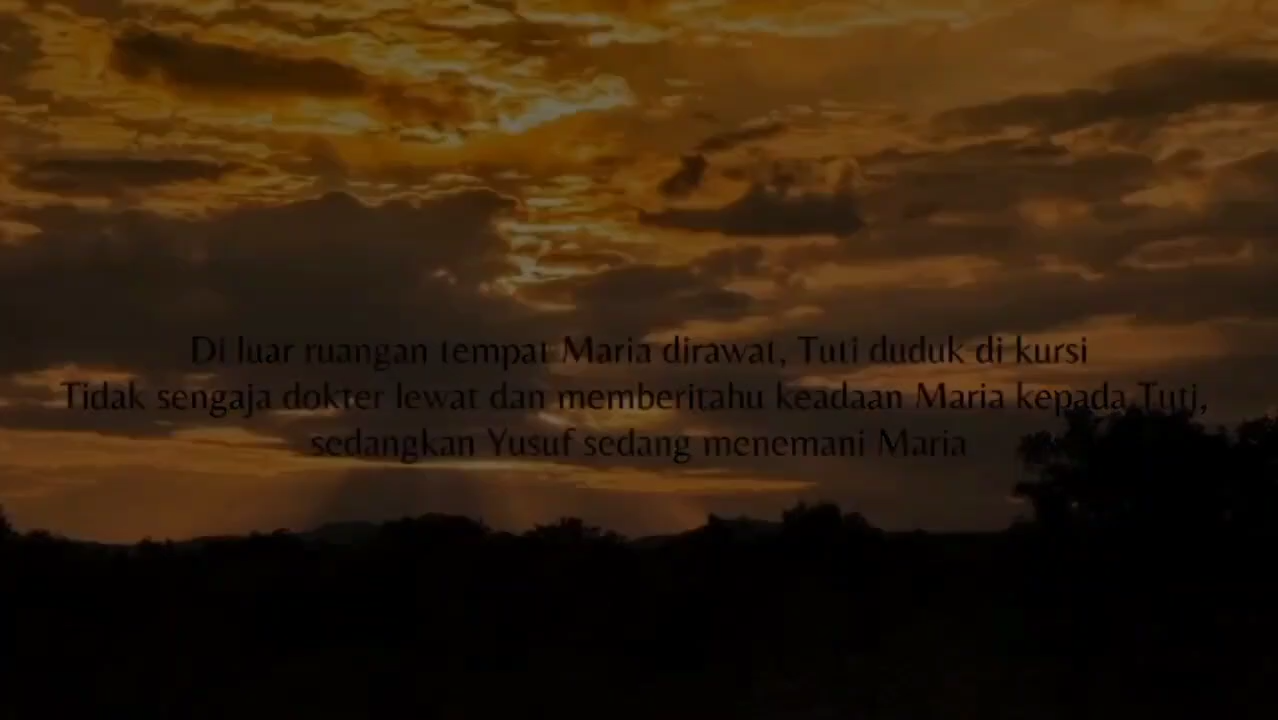 Di luar ruangan tempat Maria dirawat, Tuti duduk di kursi
Tidak sengaja dokter lewat dan memberitahu keadaan Maria kepada Tuti,
sedangkan Yusuf sedang menemani Maria